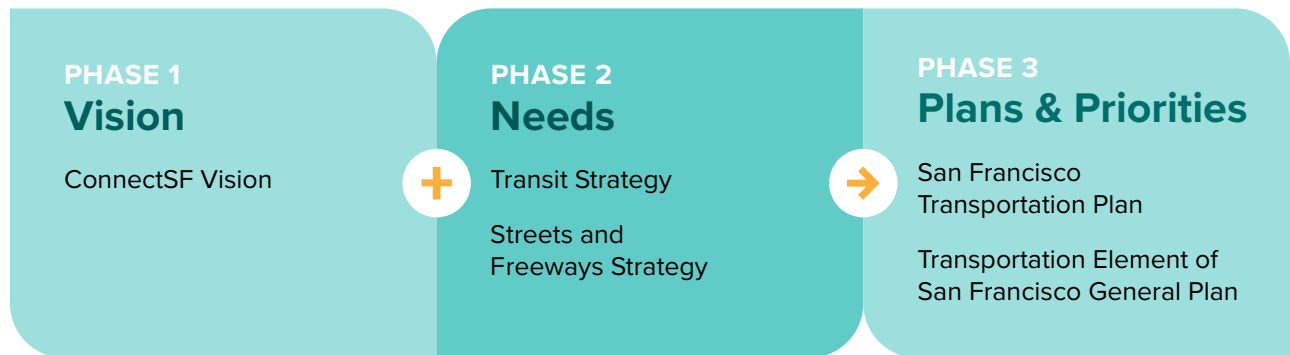 PHASE 1
Vision
ConnectSF Vision
PHASE 2
Needs
Transit Strategy
Streets and
Freeways Strategy
PHASE 3
Plans & Priorities
San Francisco
Transportation Plan
Transportation Element of
San Francisco General Plan